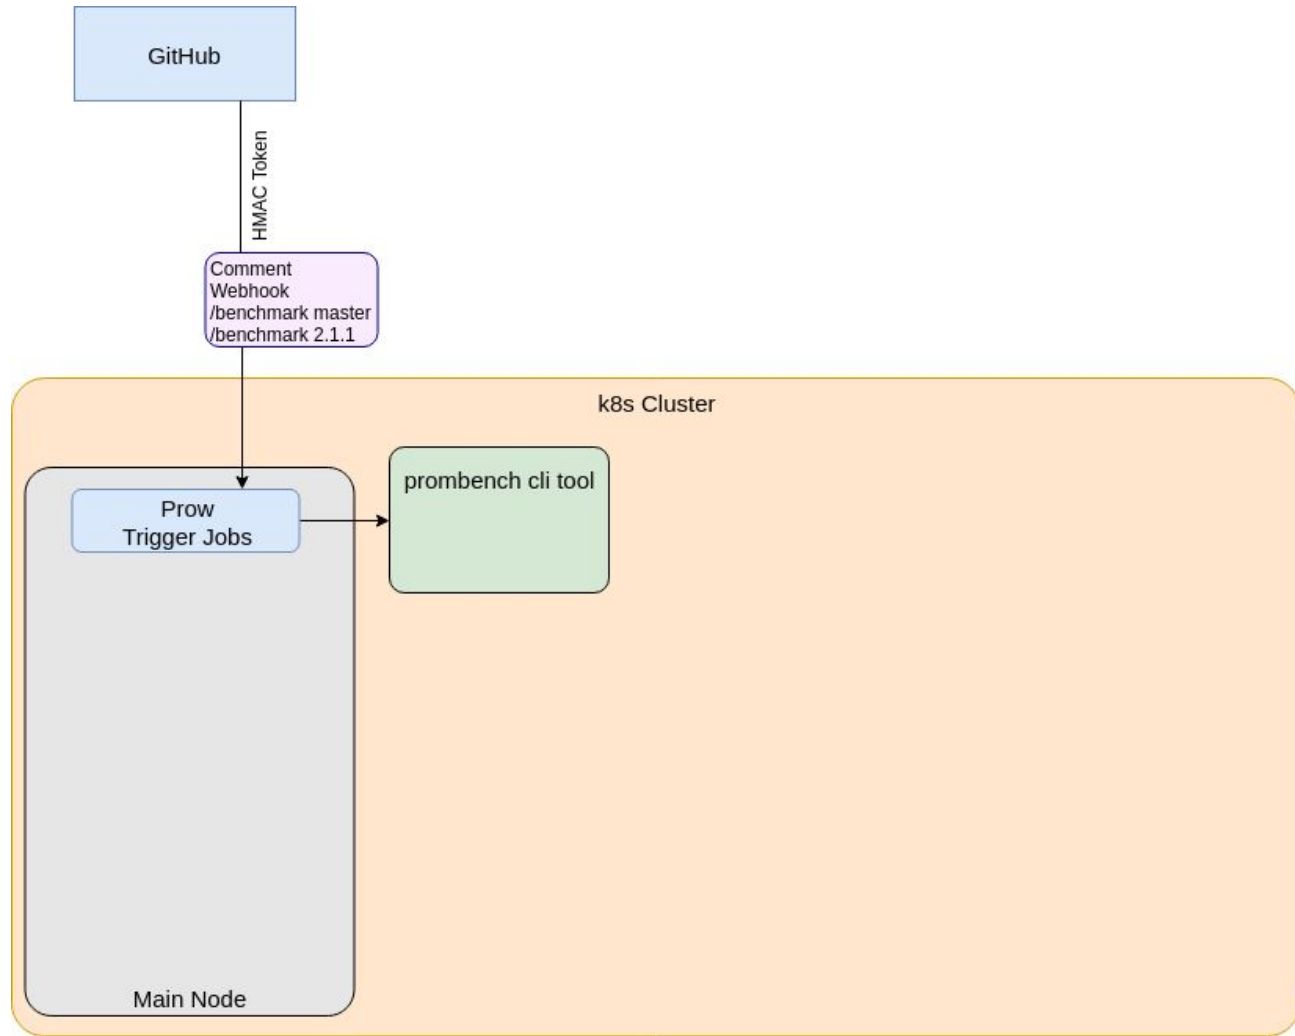 GitHub
HMAC Token
Comment
Webhook
/benchmark master
/benchmark 2.1.1
k8s Cluster
prombench cli tool
Prow
Trigger Jobs
Main Node